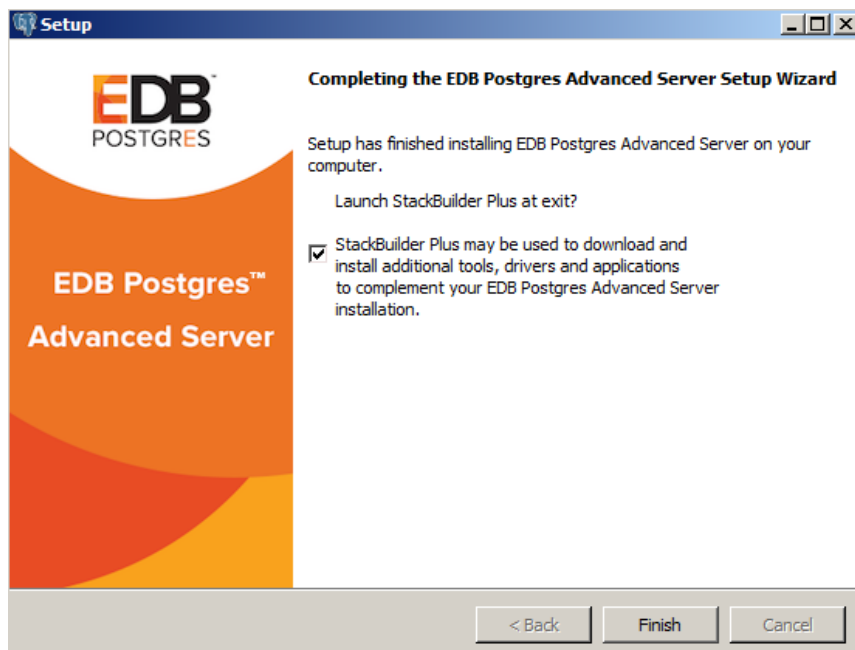 Setup
EDB™
POSTGRES
EDB Postgres™
Advanced Server
Completing the EDB Postgres Advanced Server Setup Wizard
Setup has finished installing EDB Postgres Advanced Server on your
computer.
Launch StackBuilder Plus at exit?
StackBuilder Plus may be used to download and
install additional tools, drivers and applications
to complement your EDB Postgres Advanced Server
installation.
< Back
Finish
Cancel